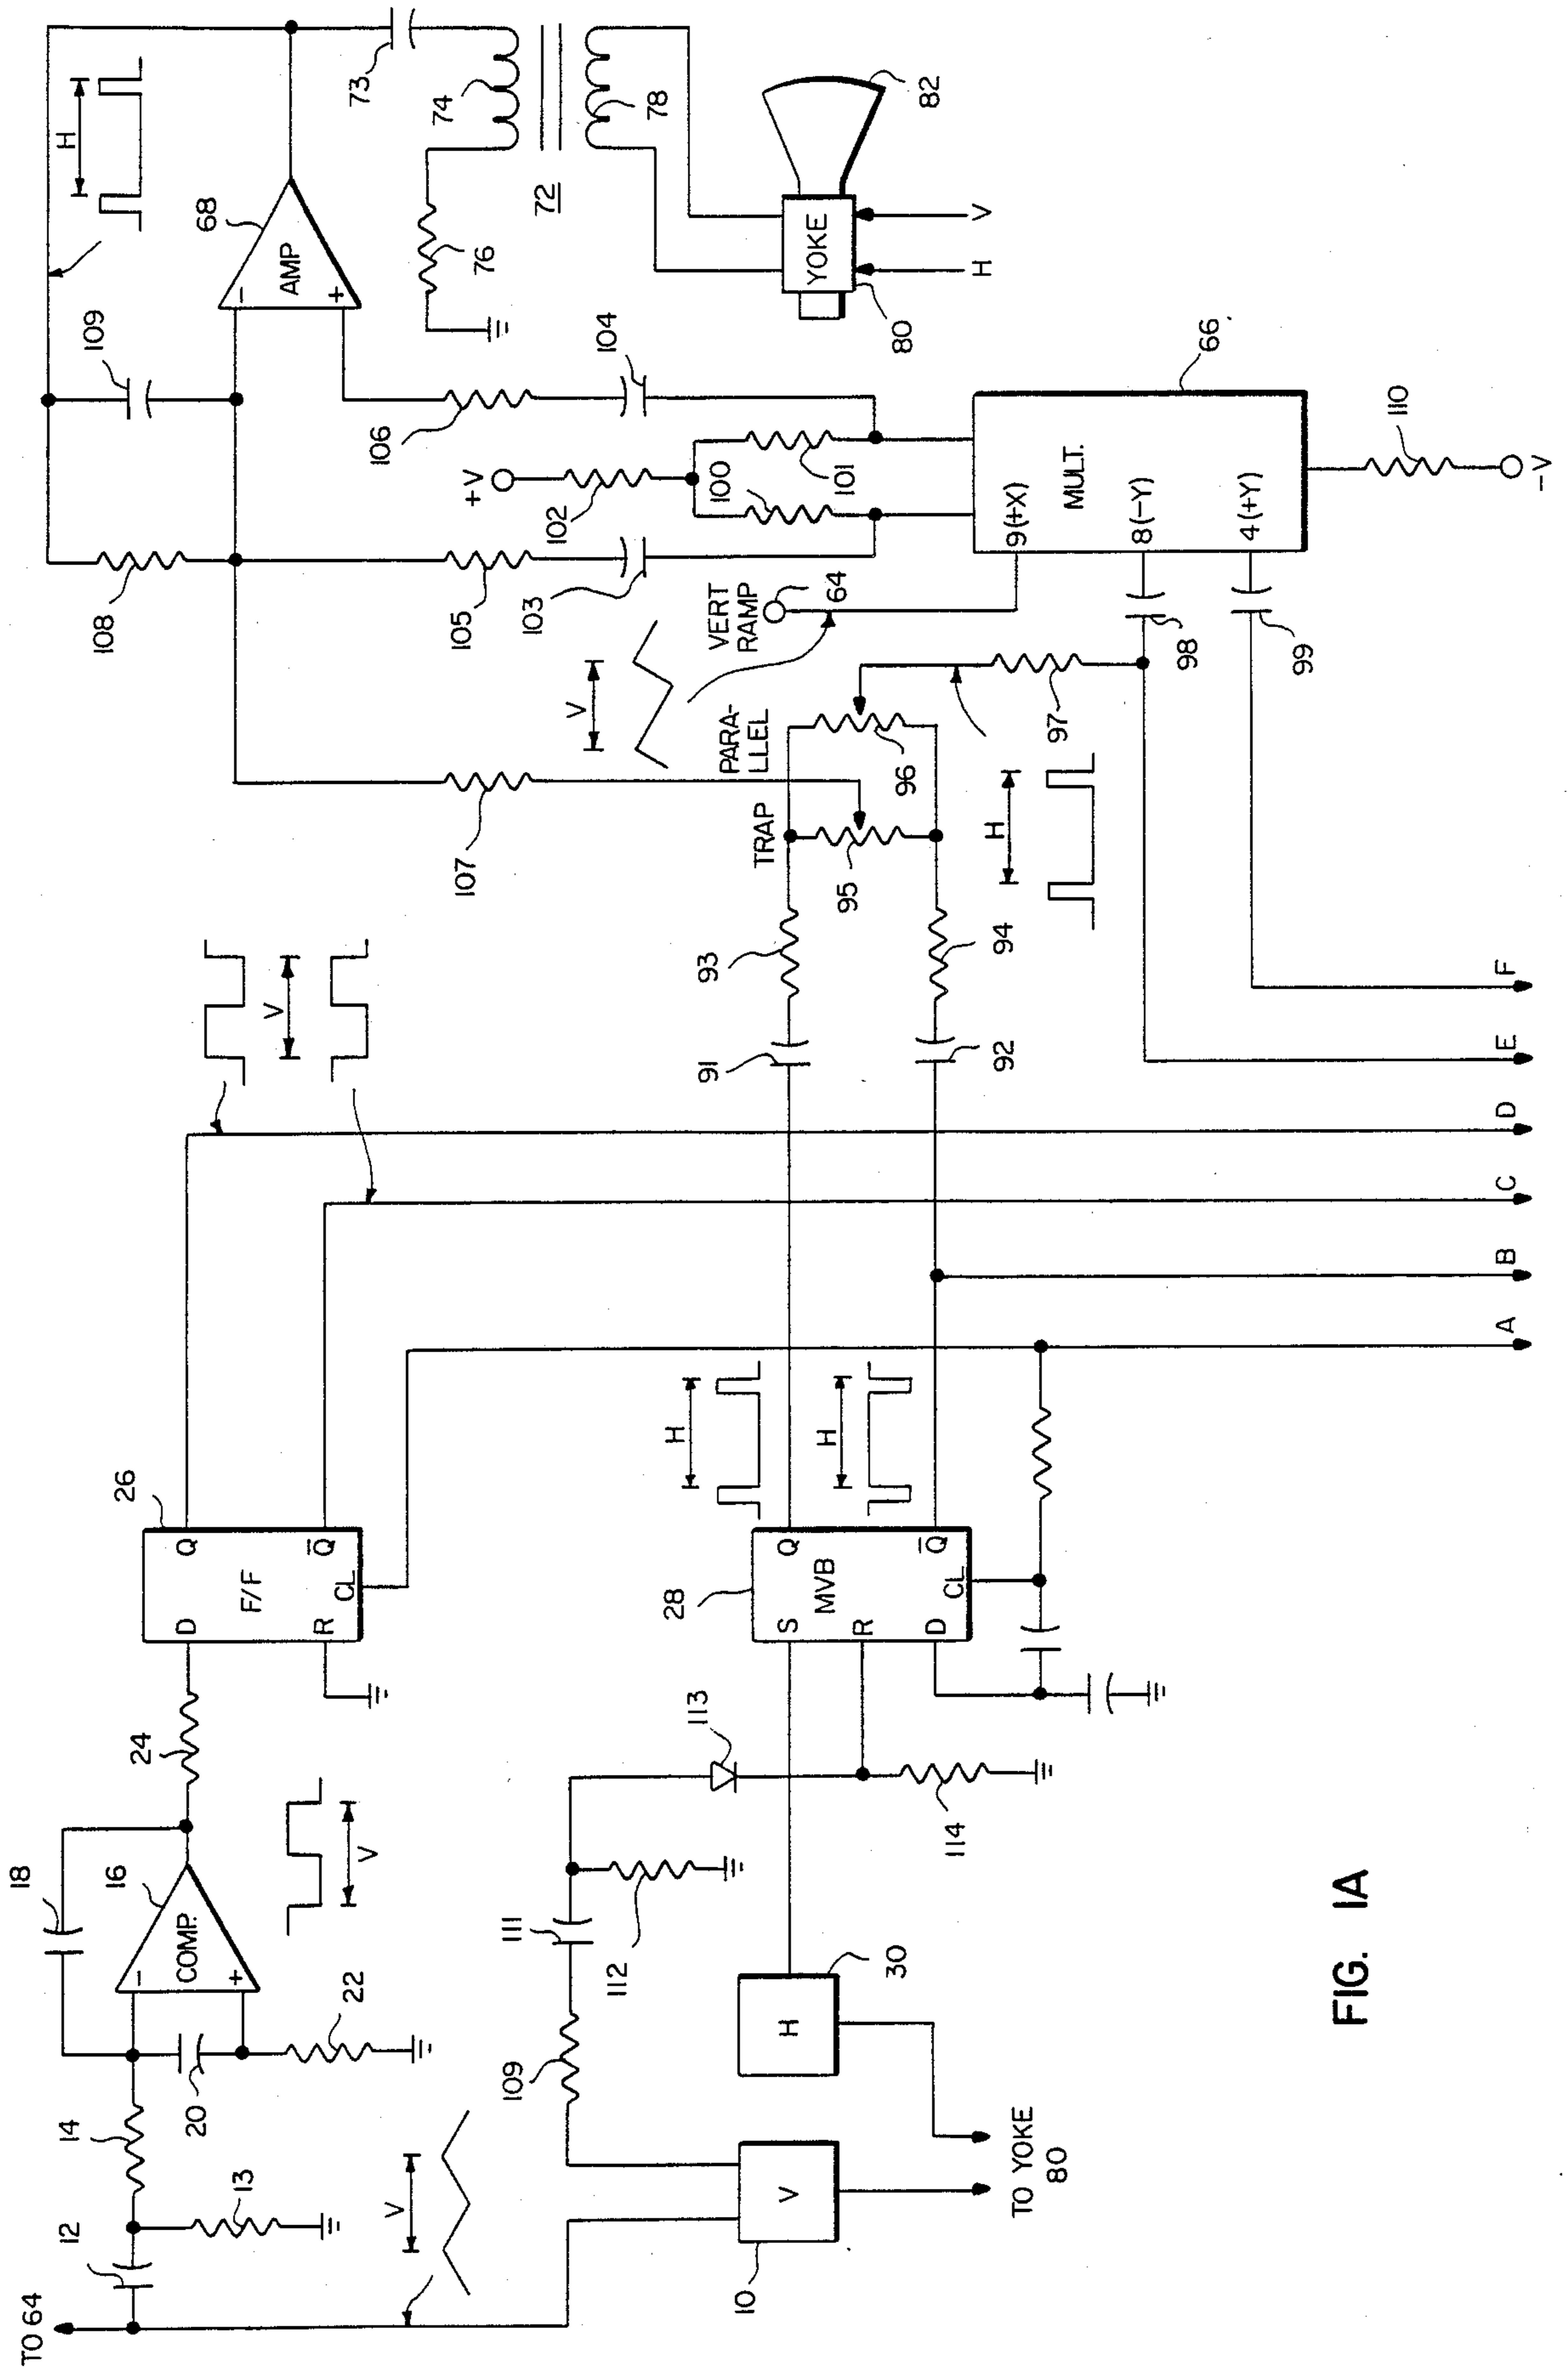 TO 64
12
13
14
20
22
18
16
COMP.
−
+
V
24
26
D
Q
F/F
R
Q̅
CL
V
V
V
10
V
TO YOKE
80
H
30
109
111
112
113
114
28
S
Q
MVB
R
D
Q̅
CL
H
H
A
B
C
D
E
F
91
92
93
94
TRAP
95
PARA-
LLEL
96
97
98
99
H
107
V
VERT
RAMP
64
9(+X)
8(−Y)
4(+Y)
MULT.
66
110
−V
100
101
102
+V
103
104
105
106
108
109
68
AMP
−
+
H
73
74
76
72
78
YOKE
80
82
H
V
FIG. 1A